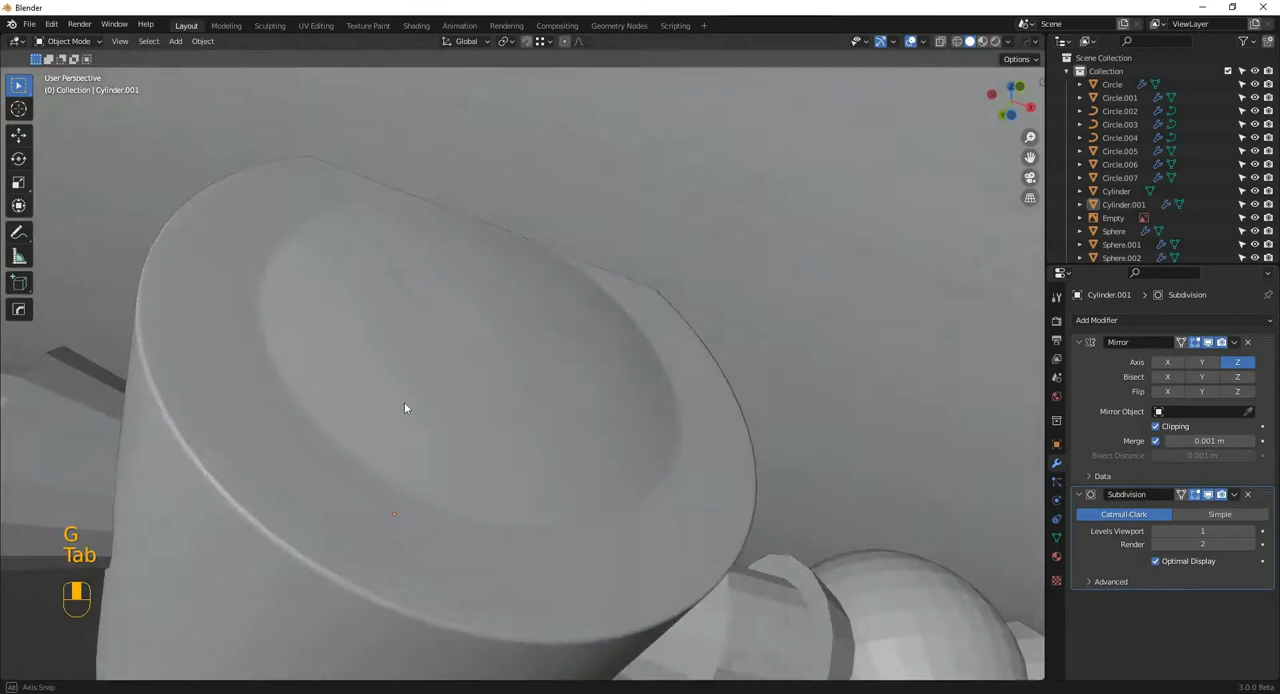 Blender
File Edit Render Window Help
Layout Modeling Sculpting UV Editing Texture Paint Shading Animation Rendering Compositing Geometry Nodes Scripting +
Scene ViewLayer
Object Mode View Select Add Object Global
Options
User Perspective
(0) Collection | Cylinder.001
Z
X
Y
G
Tab
Axis Snap
Scene Collection
Collection
Circle
Circle.001
Circle.002
Circle.003
Circle.004
Circle.005
Circle.006
Circle.007
Cylinder
Cylinder.001
Empty
Sphere
Sphere.001
Sphere.002
Cylinder.001 Subdivision
Add Modifier
Mirror
Axis X Y Z
Bisect X Y Z
Flip X Y Z
Mirror Object
Clipping
Merge 0.001 m
Bisect Distance 0.001 m
Data
Subdivision
Catmull-Clark Simple
Levels Viewport 1
Render 2
Optimal Display
Advanced
3.0.0 Beta